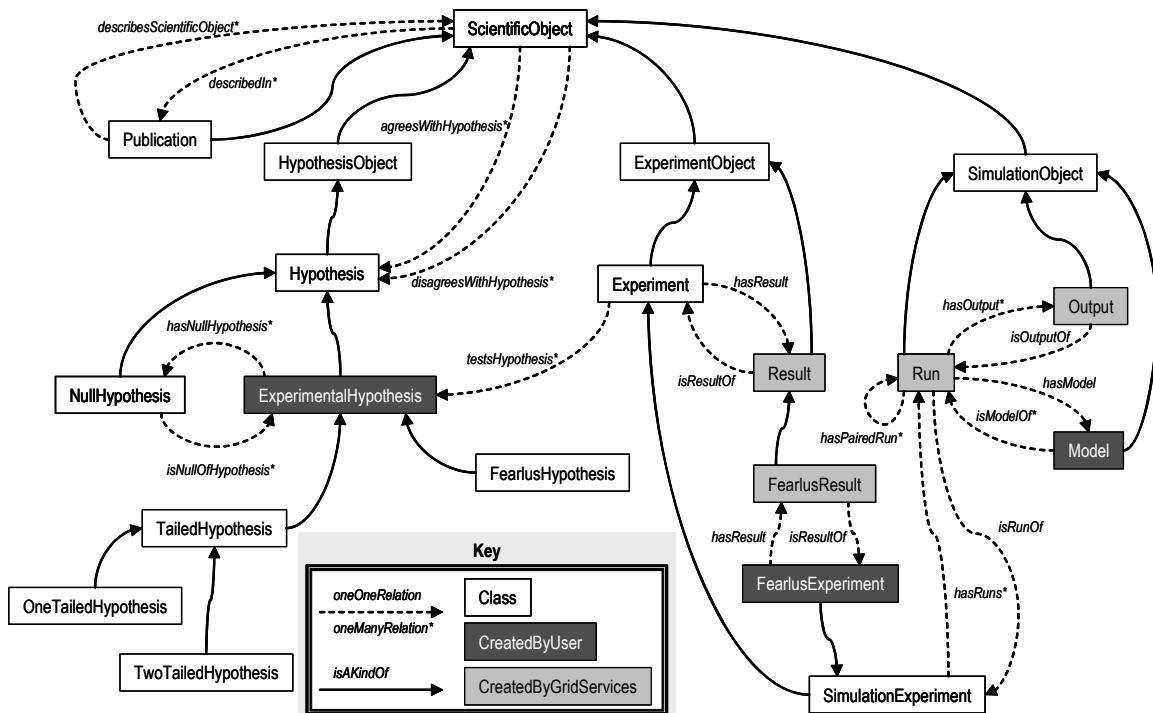 describesScientificObject*
ScientificObject
describedIn*
Publication
agreesWithHypothesis*
HypothesisObject
ExperimentObject
SimulationObject
Hypothesis
disagreesWithHypothesis*
Experiment
hasResult
hasOutput*
Output
isOutputOf
hasNullHypothesis*
testsHypothesis*
isResultOf
Result
Run
hasModel
NullHypothesis
ExperimentalHypothesis
isModelOf*
hasPairedRun*
Model
isNullOfHypothesis*
FearlusHypothesis
FearlusResult
TailedHypothesis
hasResult
isResultOf
isRunOf
Key
FearlusExperiment
hasRuns*
OneTailedHypothesis
oneOneRelation
Class
oneManyRelation*
CreatedByUser
TwoTailedHypothesis
isAKindOf
CreatedByGridServices
SimulationExperiment